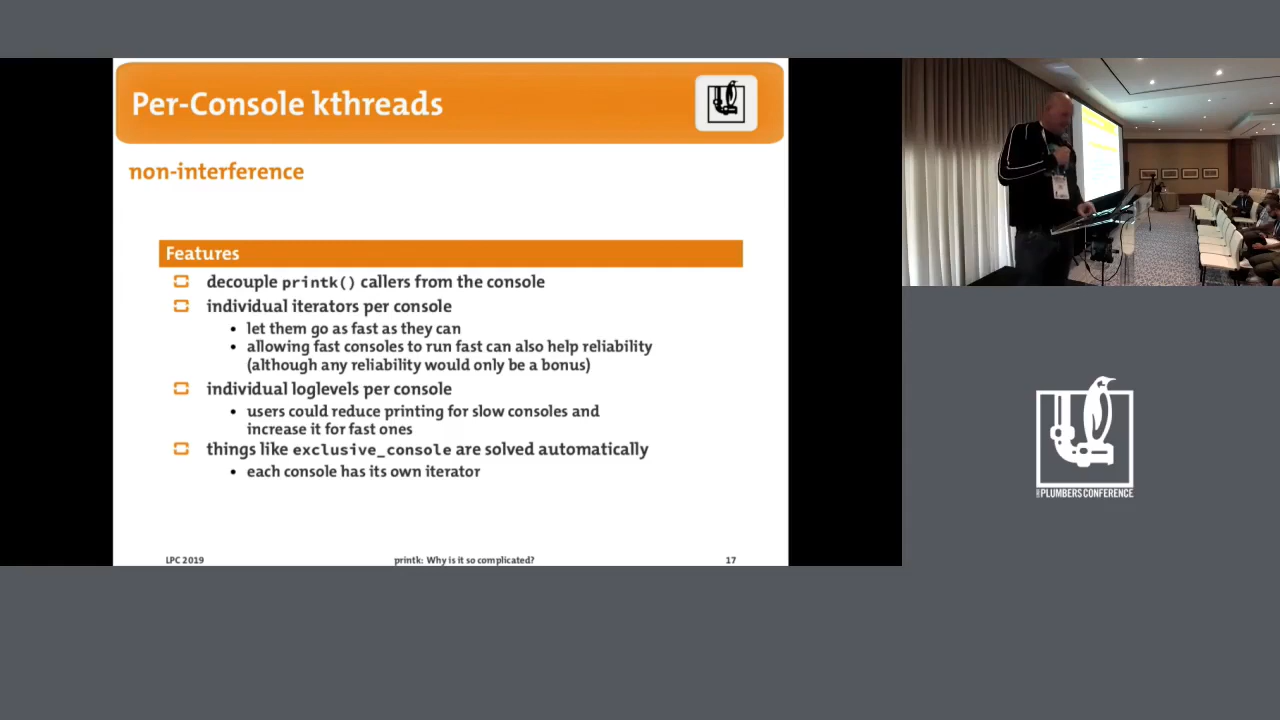 Per-Console kthreads
non-interference
Features
decouple printk() callers from the console
individual iterators per console
• let them go as fast as they can
• allowing fast consoles to run fast can also help reliability
(although any reliability would only be a bonus)
individual loglevels per console
• users could reduce printing for slow consoles and
increase it for fast ones
things like exclusive_console are solved automatically
• each console has its own iterator
LPC 2019
printk: Why is it so complicated?
17
PLUMBERS CONFERENCE